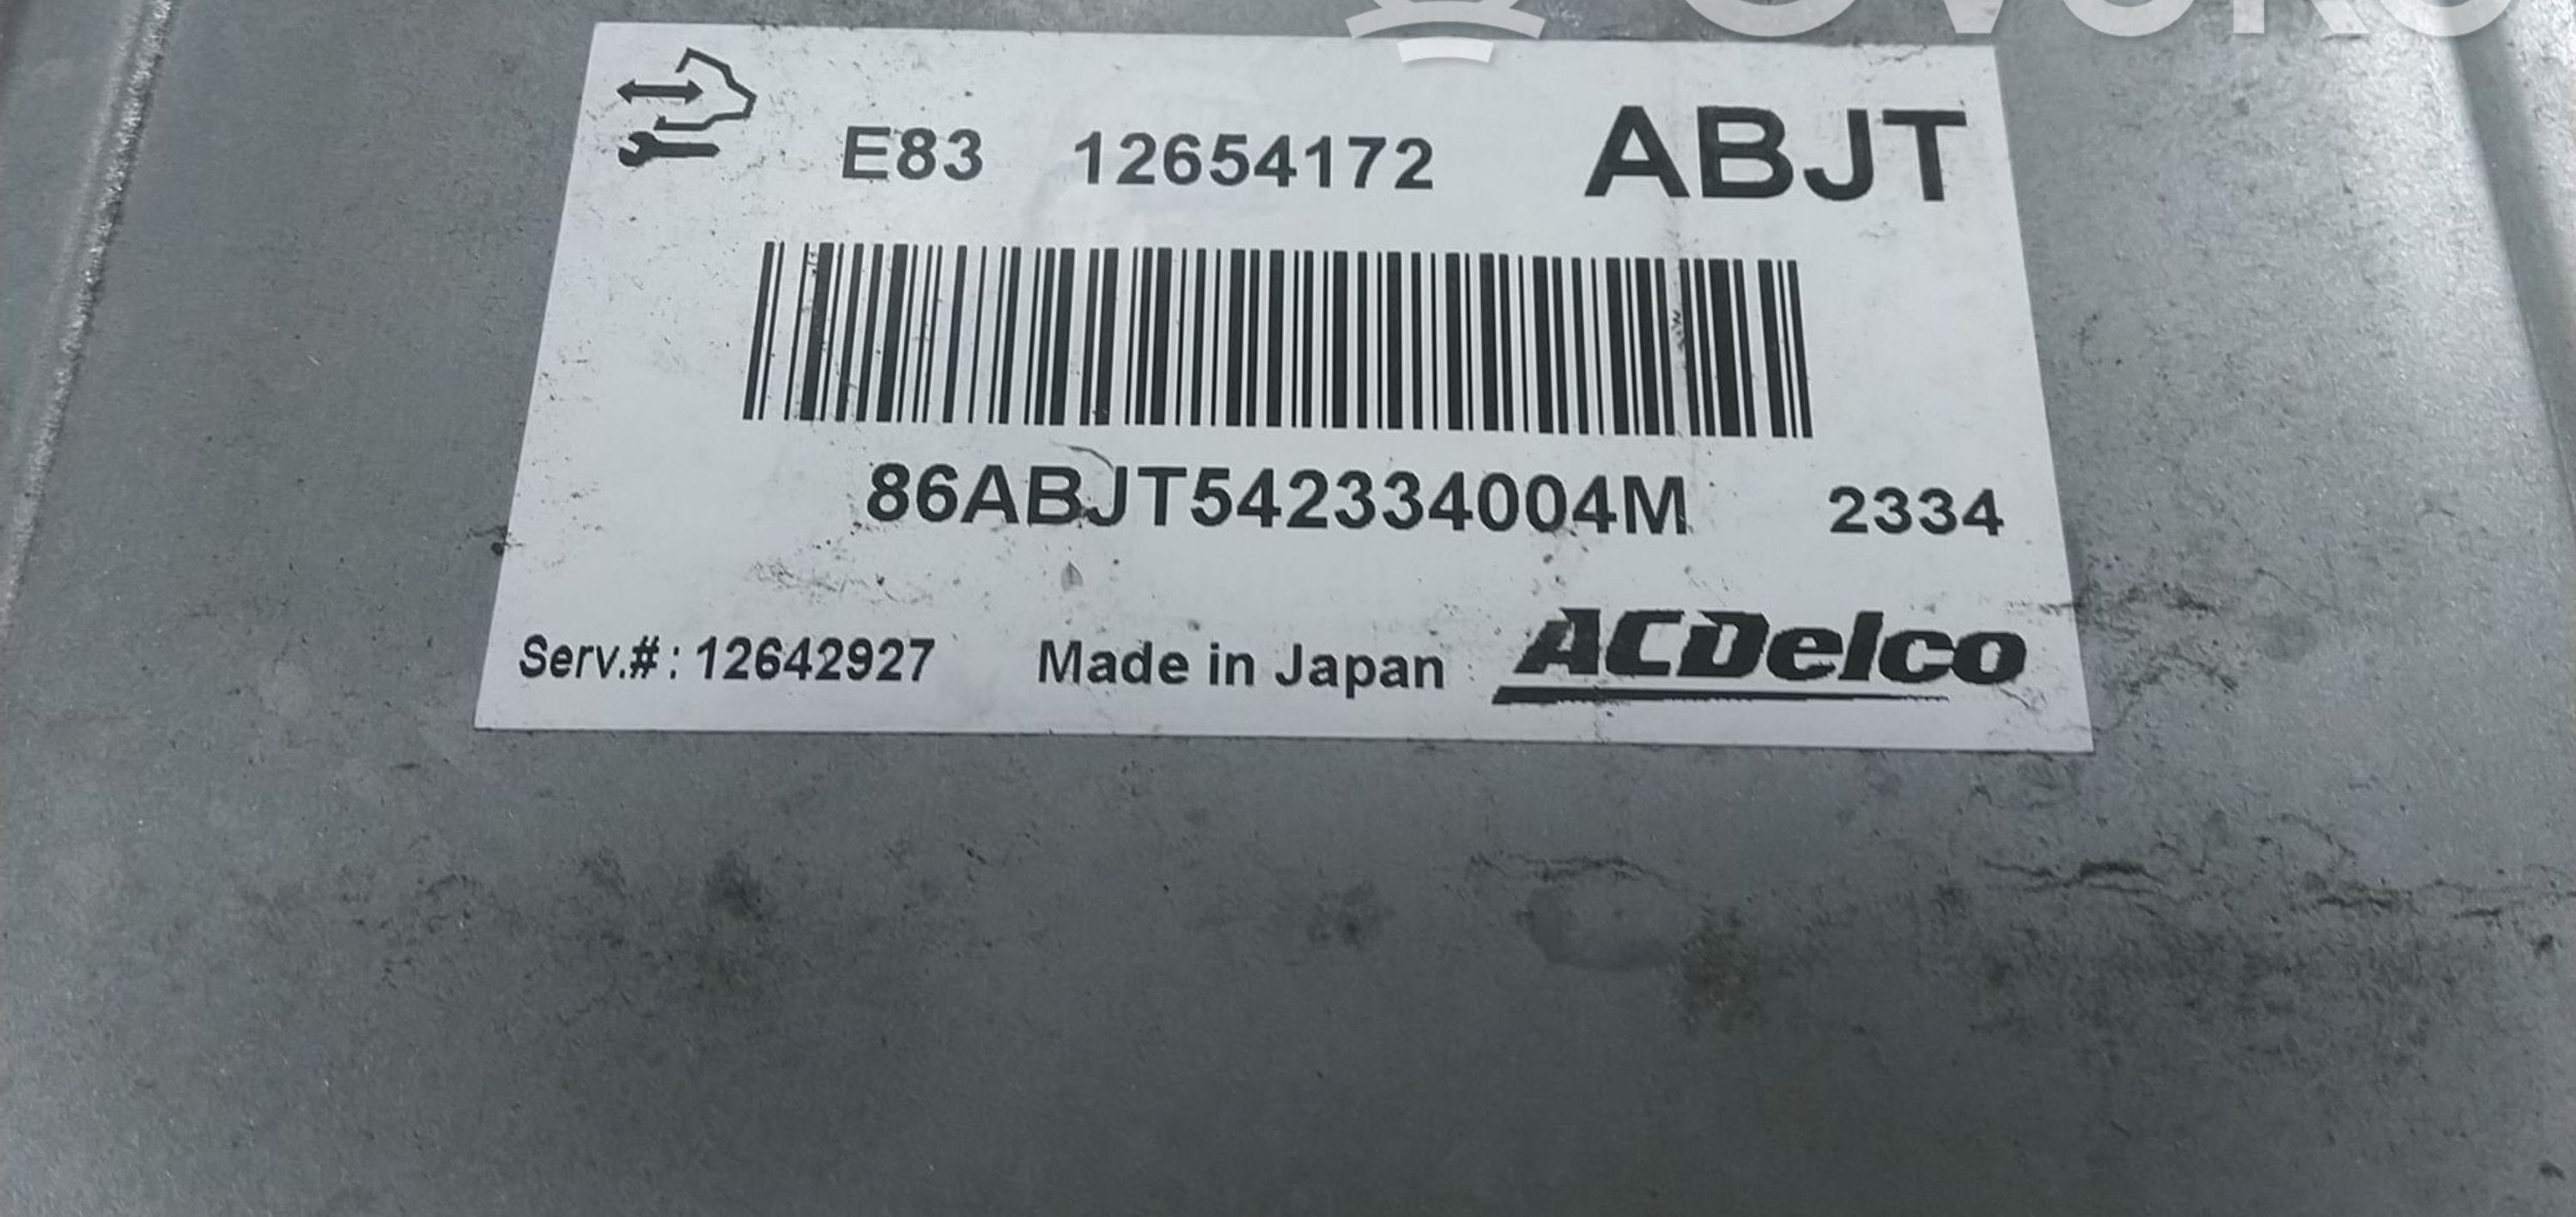 E83 12654172 ABJT
86ABJT542334004M 2334
Serv.#: 12642927 Made in Japan ACDelco